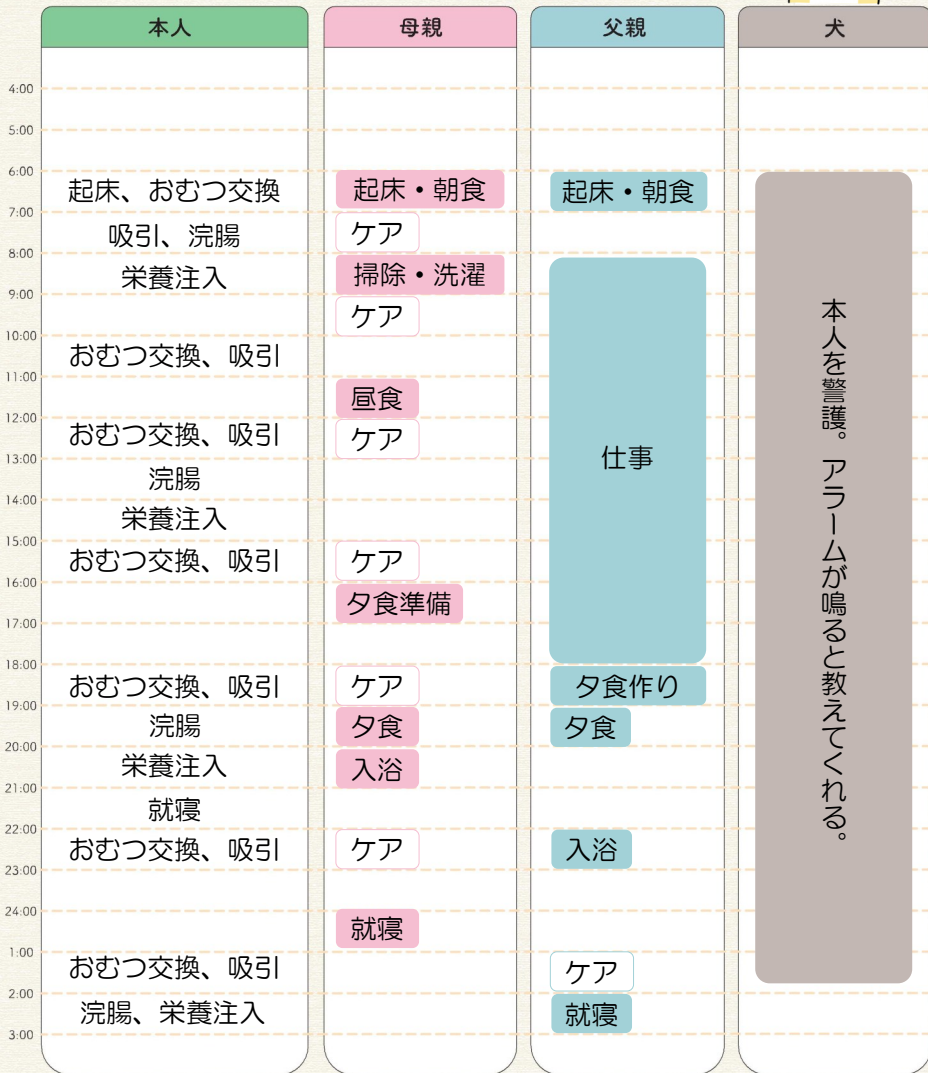 本人 母親 父親 犬
4:00
5:00
6:00
起床、おむつ交換 起床・朝食 起床・朝食
7:00
吸引、浣腸 ケア
8:00
栄養注入 掃除・洗濯
9:00
ケア
10:00
おむつ交換、吸引
11:00
昼食
12:00
おむつ交換、吸引 ケア
13:00
浣腸 仕事
14:00
栄養注入
15:00
おむつ交換、吸引 ケア
16:00
夕食準備
17:00
18:00
おむつ交換、吸引 ケア 夕食作り
19:00
浣腸 夕食 夕食
20:00
栄養注入 入浴
21:00
就寝
22:00
おむつ交換、吸引 ケア 入浴
23:00
24:00
就寝
1:00
おむつ交換、吸引 ケア
2:00
浣腸、栄養注入 就寝
3:00
本人を警護。アラームが鳴ると教えてくれる。